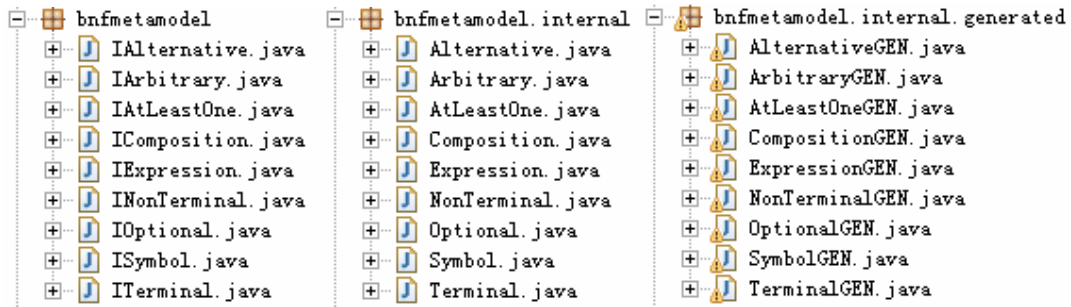 bnfmetamodel
IAlternative.java
IArbitrary.java
IAtLeastOne.java
IComposition.java
IExpression.java
INonTerminal.java
IOptional.java
ISymbol.java
ITerminal.java
bnfmetamodel.internal
Alternative.java
Arbitrary.java
AtLeastOne.java
Composition.java
Expression.java
NonTerminal.java
Optional.java
Symbol.java
Terminal.java
bnfmetamodel.internal.generated
AlternativeGEN.java
ArbitraryGEN.java
AtLeastOneGEN.java
CompositionGEN.java
ExpressionGEN.java
NonTerminalGEN.java
OptionalGEN.java
SymbolGEN.java
TerminalGEN.java